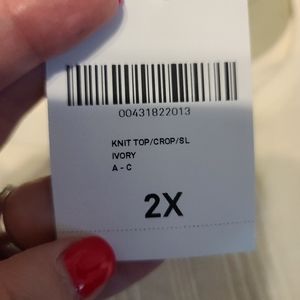 00431822013
KNIT TOP/CROP/SL
IVORY
A - C
2X